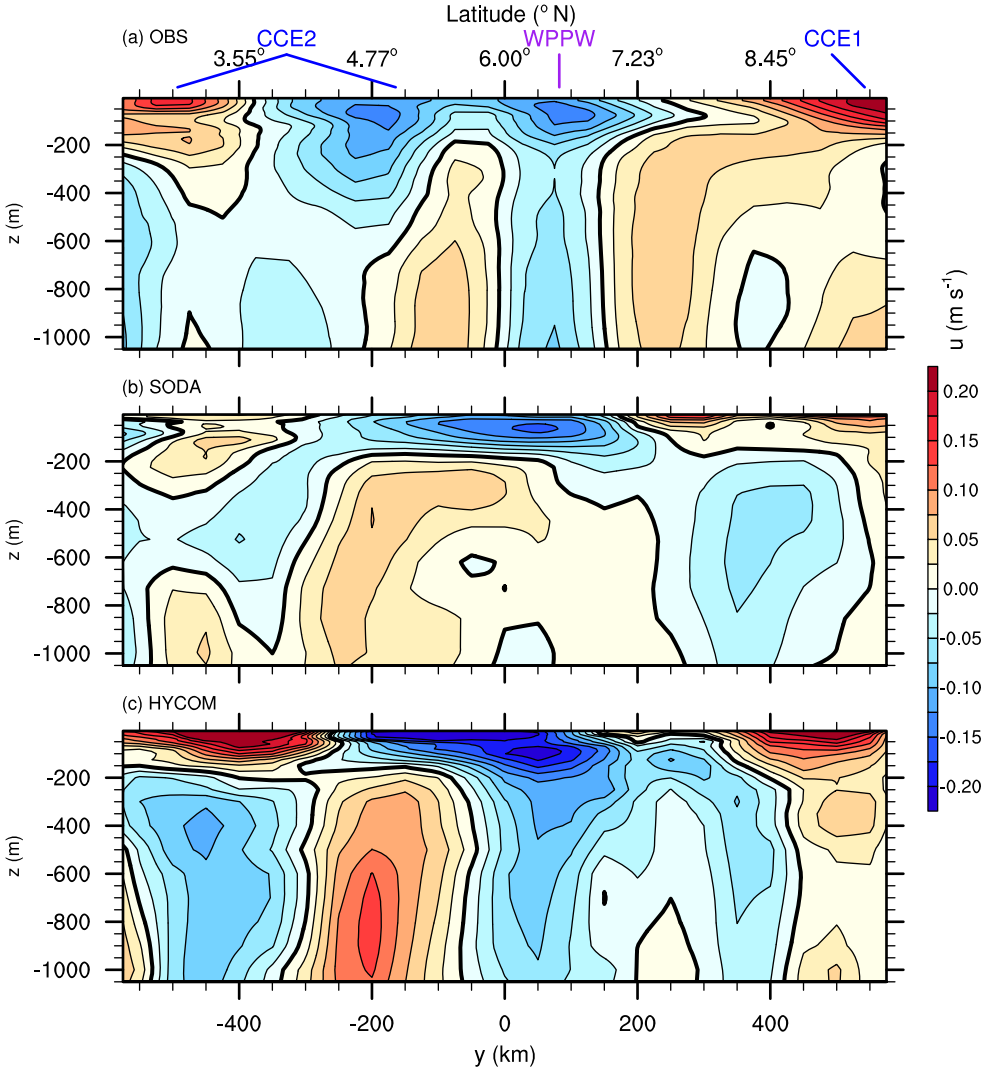 Latitude (° N)
(a) OBS CCE2 WPPW CCE1
3.55° 4.77° 6.00° 7.23° 8.45°
-200
-400
-600
-800
-1000
z (m)
(b) SODA
-200
-400
-600
-800
-1000
z (m)
(c) HYCOM
-200
-400
-600
-800
-1000
z (m)
-400 -200 0 200 400
y (km)
u (m s⁻¹)
0.20
0.15
0.10
0.05
0.00
-0.05
-0.10
-0.15
-0.20